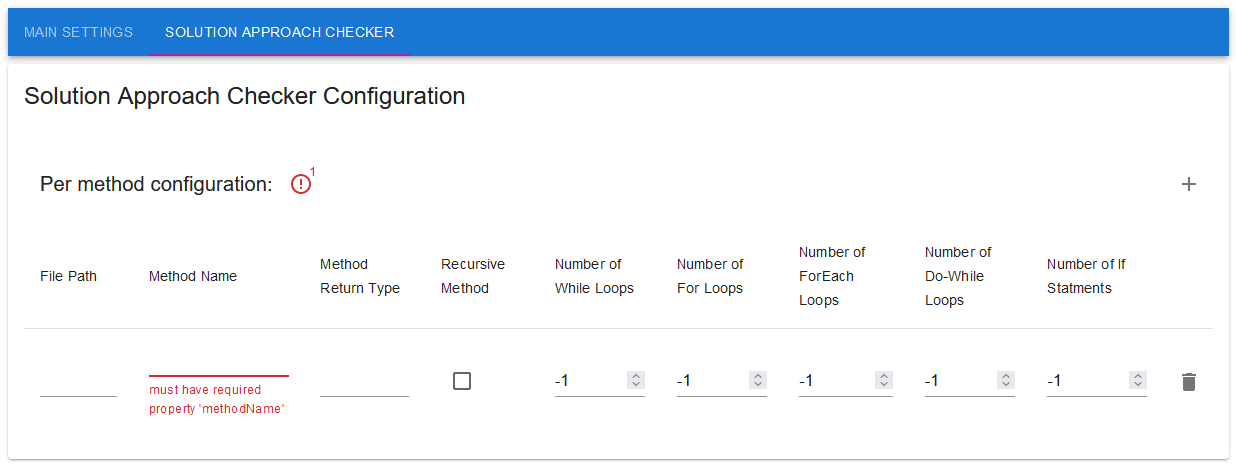 MAIN SETTINGS
SOLUTION APPROACH CHECKER
Solution Approach Checker Configuration
Per method configuration:
1
File Path
Method Name
Method
Return Type
Recursive
Method
Number of
While Loops
Number of
For Loops
Number of
ForEach
Loops
Number of
Do-While
Loops
Number of If
Statments
must have required
property 'methodName'
-1
-1
-1
-1
-1